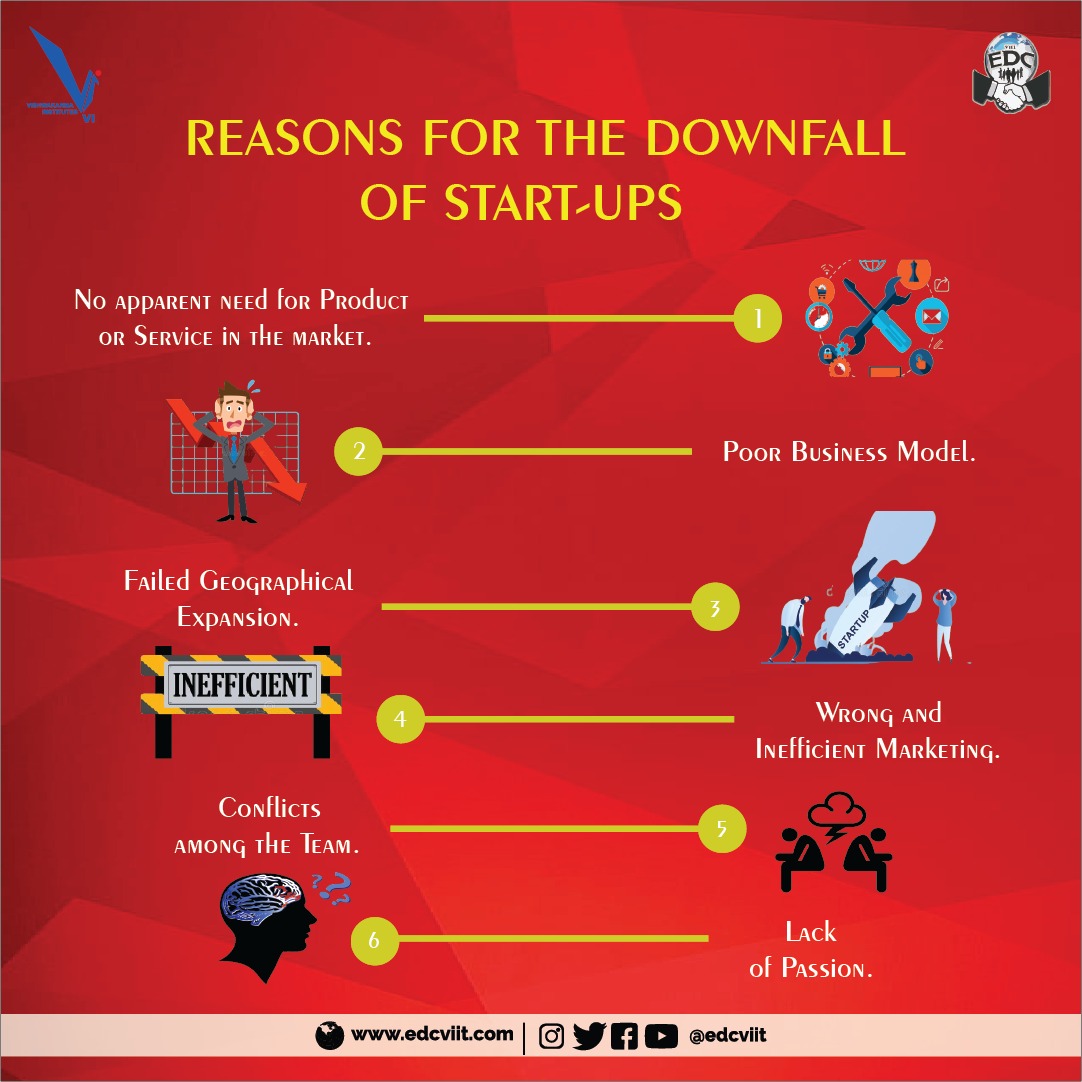 VIIT
EDC
VI
REASONS FOR THE DOWNFALL
OF START-UPS
No apparent need for Product
or Service in the market.
1
2
Poor Business Model.
Failed Geographical
Expansion.
3
STARTUP
INEFFICIENT
4
Wrong and
Inefficient Marketing.
Conflicts
among the Team.
5
6
Lack
of Passion.
www.edcviit.com
@edcviit